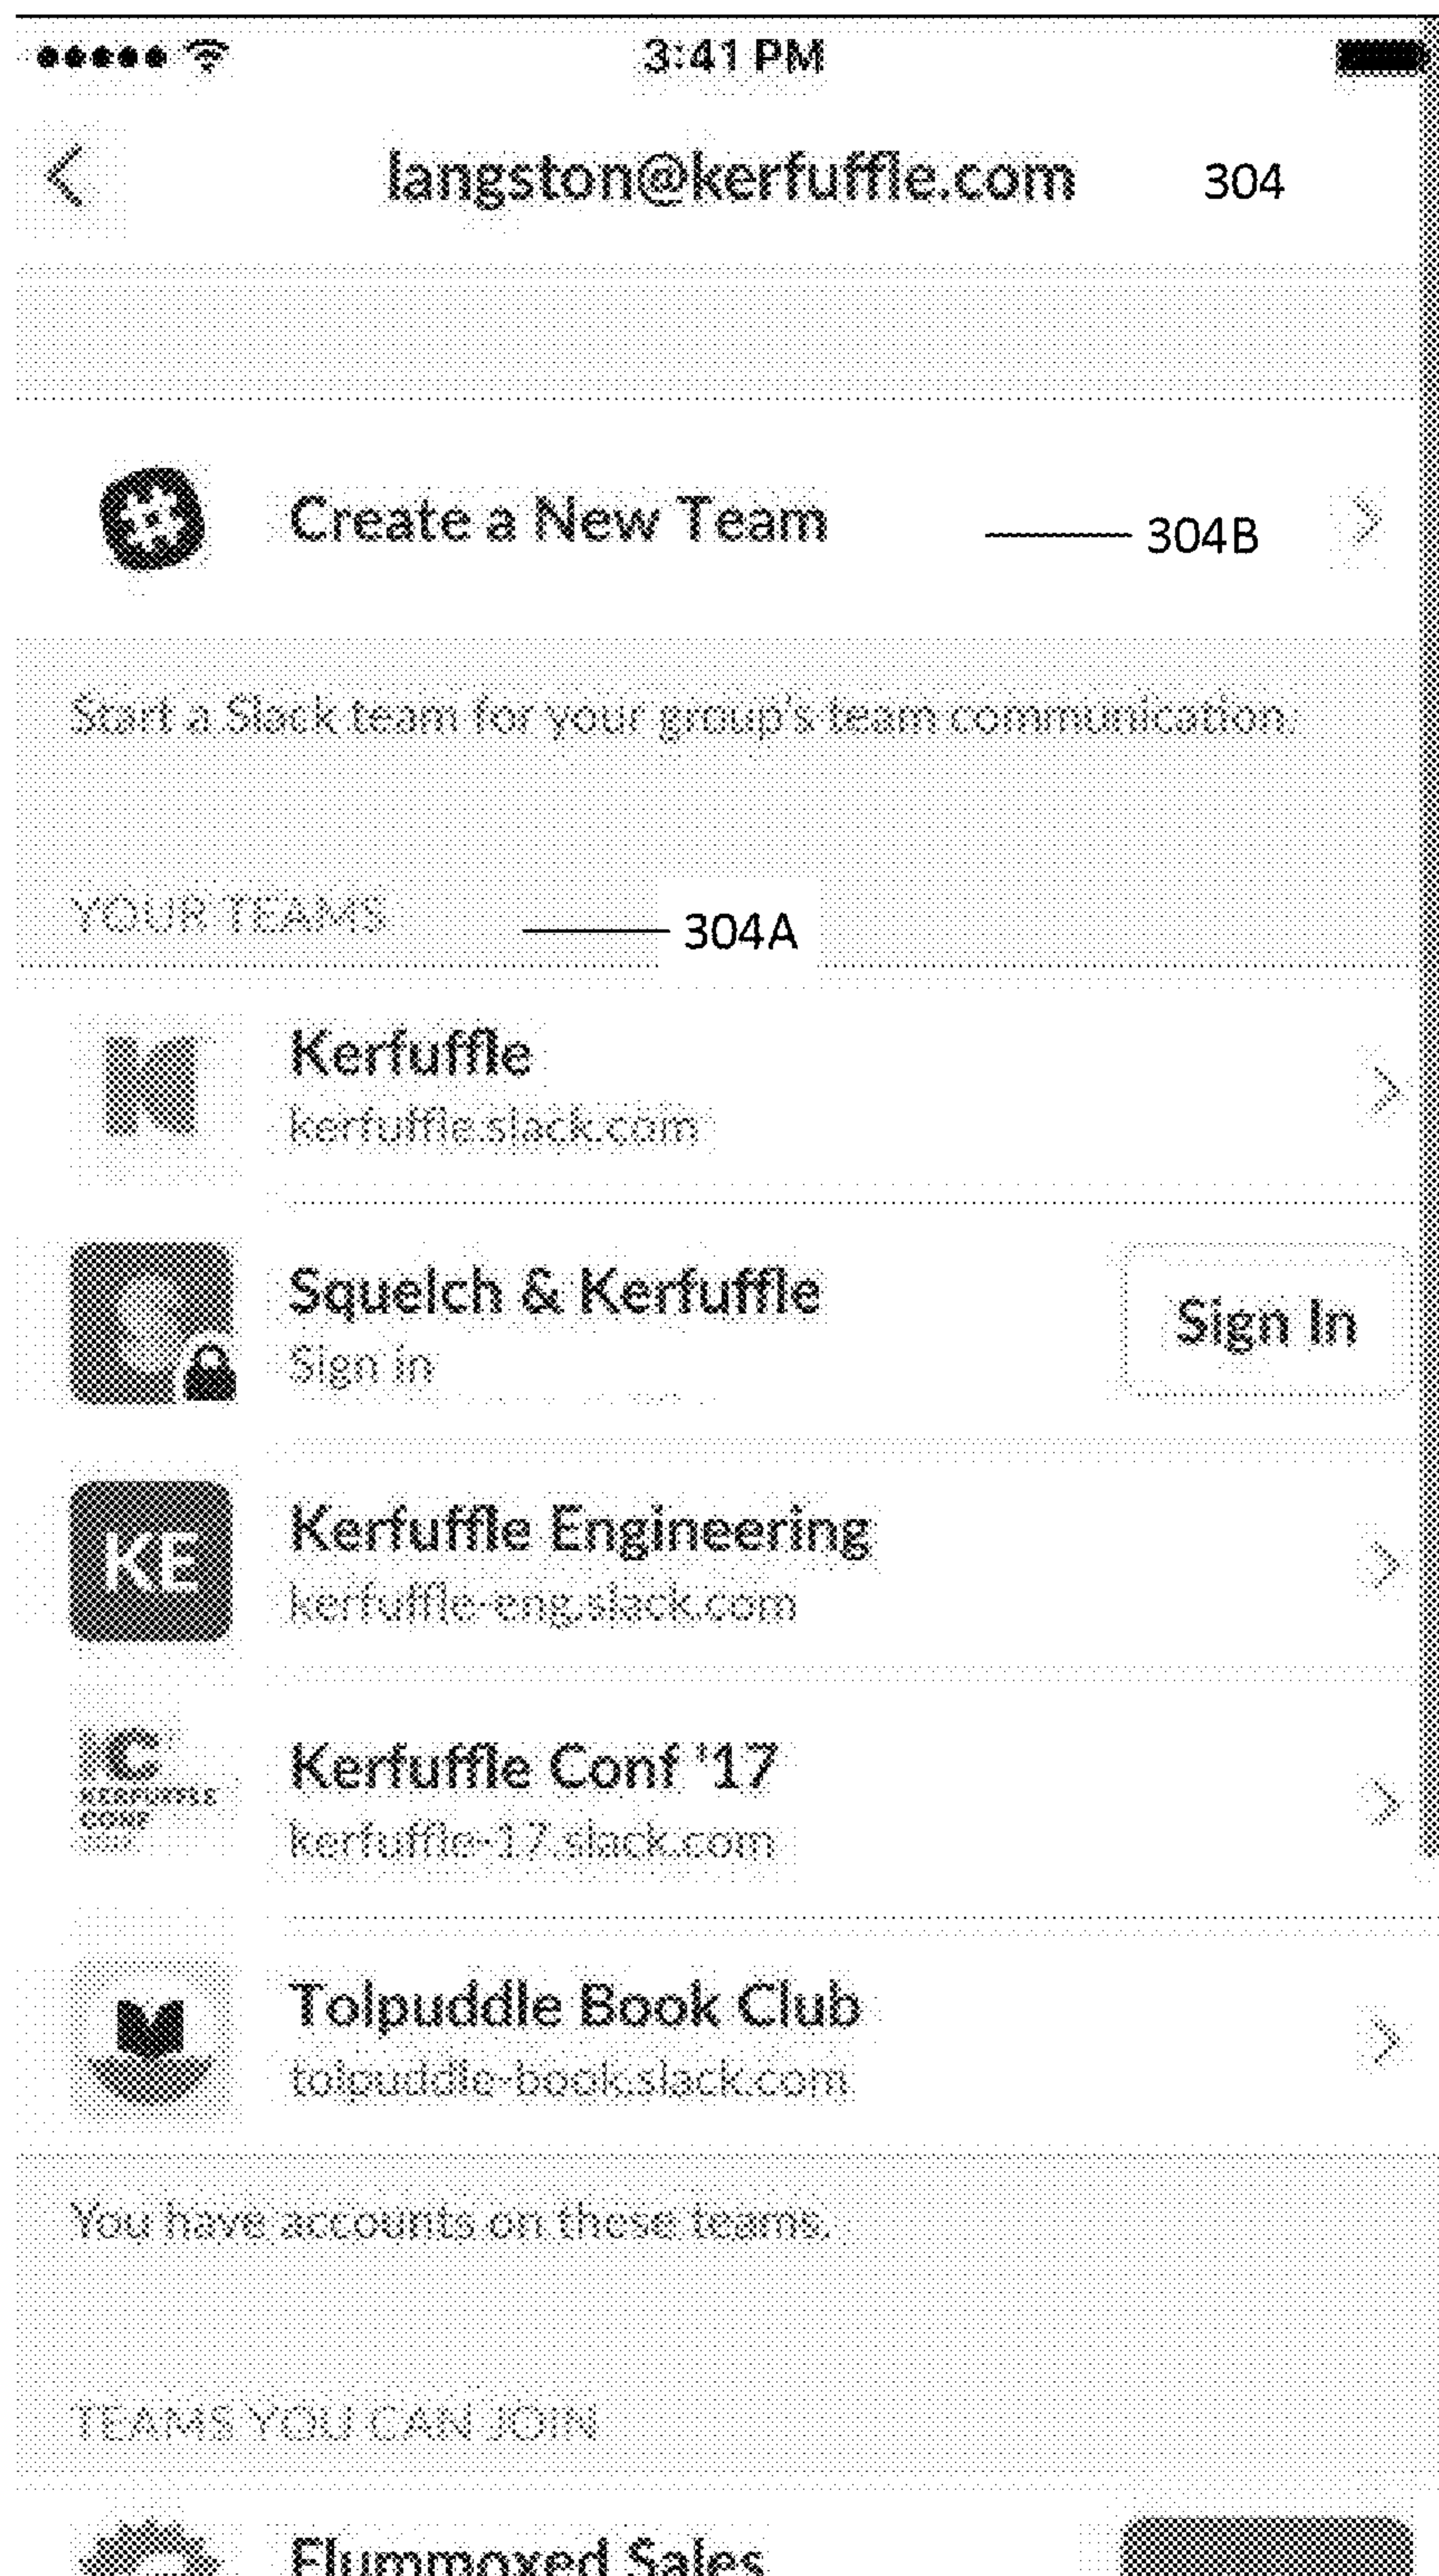 3:41 PM
langston@kerfuffle.com 304
Create a New Team 304B
Start a Slack team for your group's team communication.
YOUR TEAMS 304A
Kerfuffle
kerfuffle.slack.com
Squelch & Kerfuffle
Sign in
Sign In
KE
Kerfuffle Engineering
kerfuffle-eng.slack.com
KC
KERFUFFLE
CONF
Kerfuffle Conf '17
kerfuffle-17.slack.com
Tolpuddle Book Club
tolpuddle-book.slack.com
You have accounts on these teams.
TEAMS YOU CAN JOIN
Flummoxed Sales